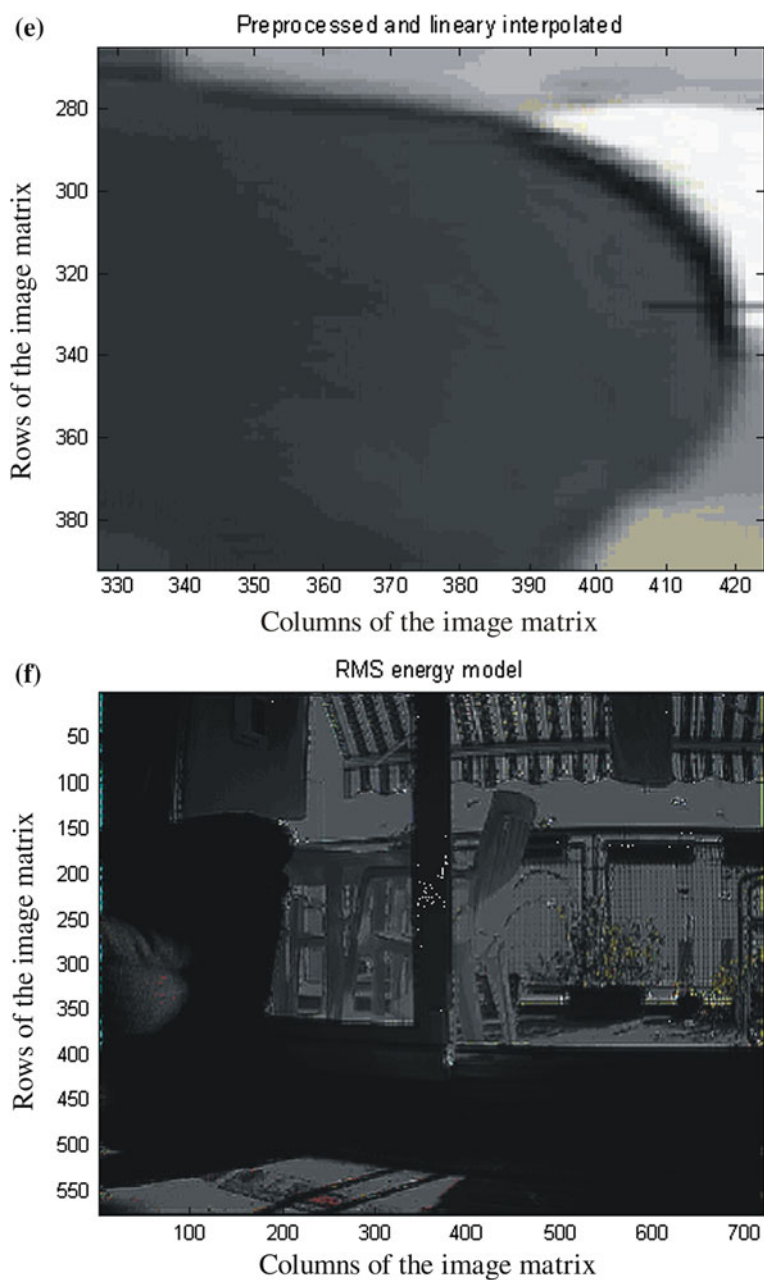 (e)
Preprocessed and lineary interpolated
Rows of the image matrix
280
300
320
340
360
380
330 340 350 360 370 380 390 400 410 420
Columns of the image matrix
(f)
RMS energy model
Rows of the image matrix
50
100
150
200
250
300
350
400
450
500
550
100 200 300 400 500 600 700
Columns of the image matrix